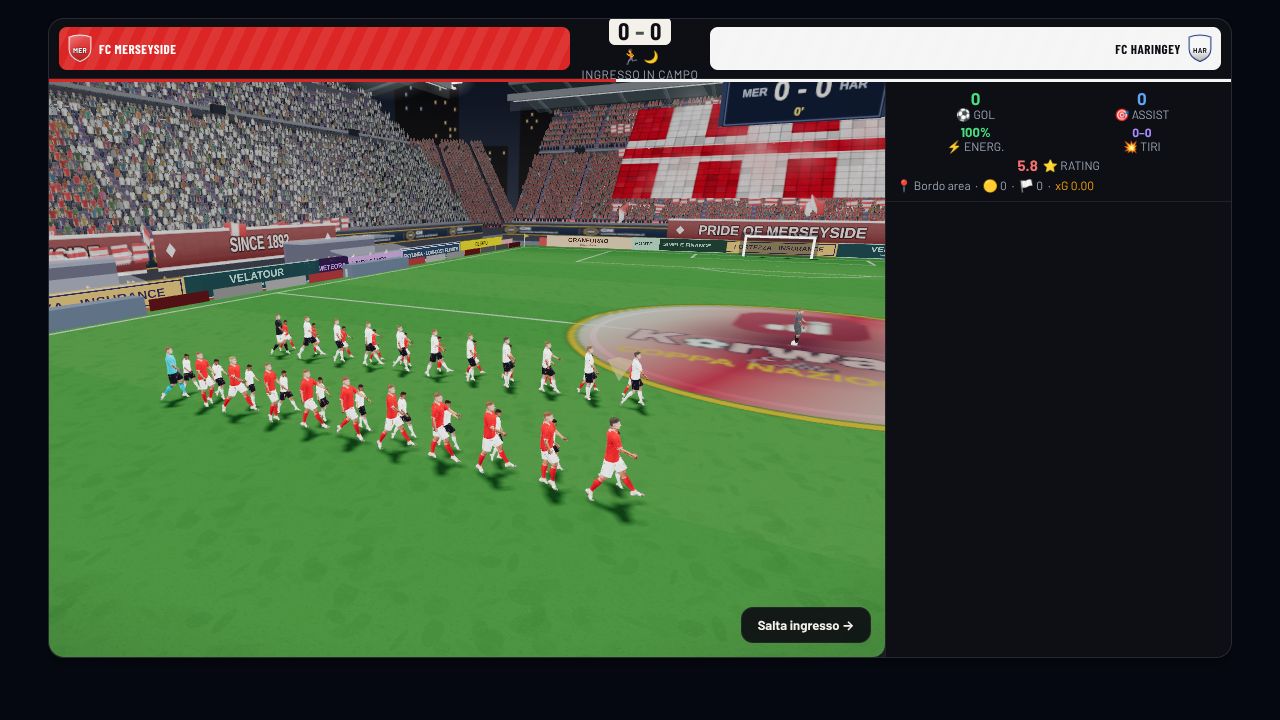 MER
FC MERSEYSIDE
0 - 0
INGRESSO IN CAMPO
FC HARINGEY
HAR
MER 0 - 0 HAR
0'
SINCE 1892
PRIDE OF MERSEYSIDE
VELATOUR
INSURANCE
0
GOL
0
ASSIST
100%
ENERG.
0-0
TIRI
5.8
RATING
Bordo area · 0 · 0 · xG 0.00
Salta ingresso →